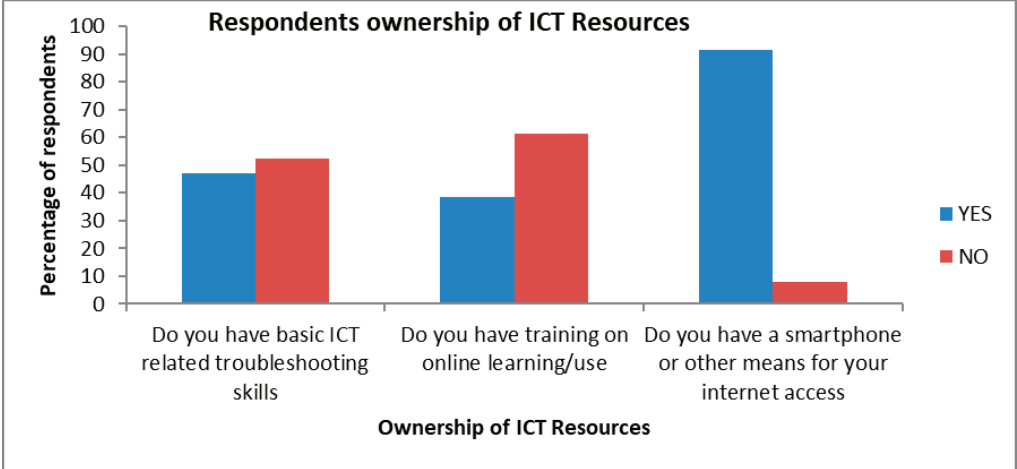 Respondents ownership of ICT Resources
Percentage of respondents
100
90
80
70
60
50
40
30
20
10
0
Do you have basic ICT
related troubleshooting
skills
Do you have training on
online learning/use
Do you have a smartphone
or other means for your
internet access
Ownership of ICT Resources
YES
NO